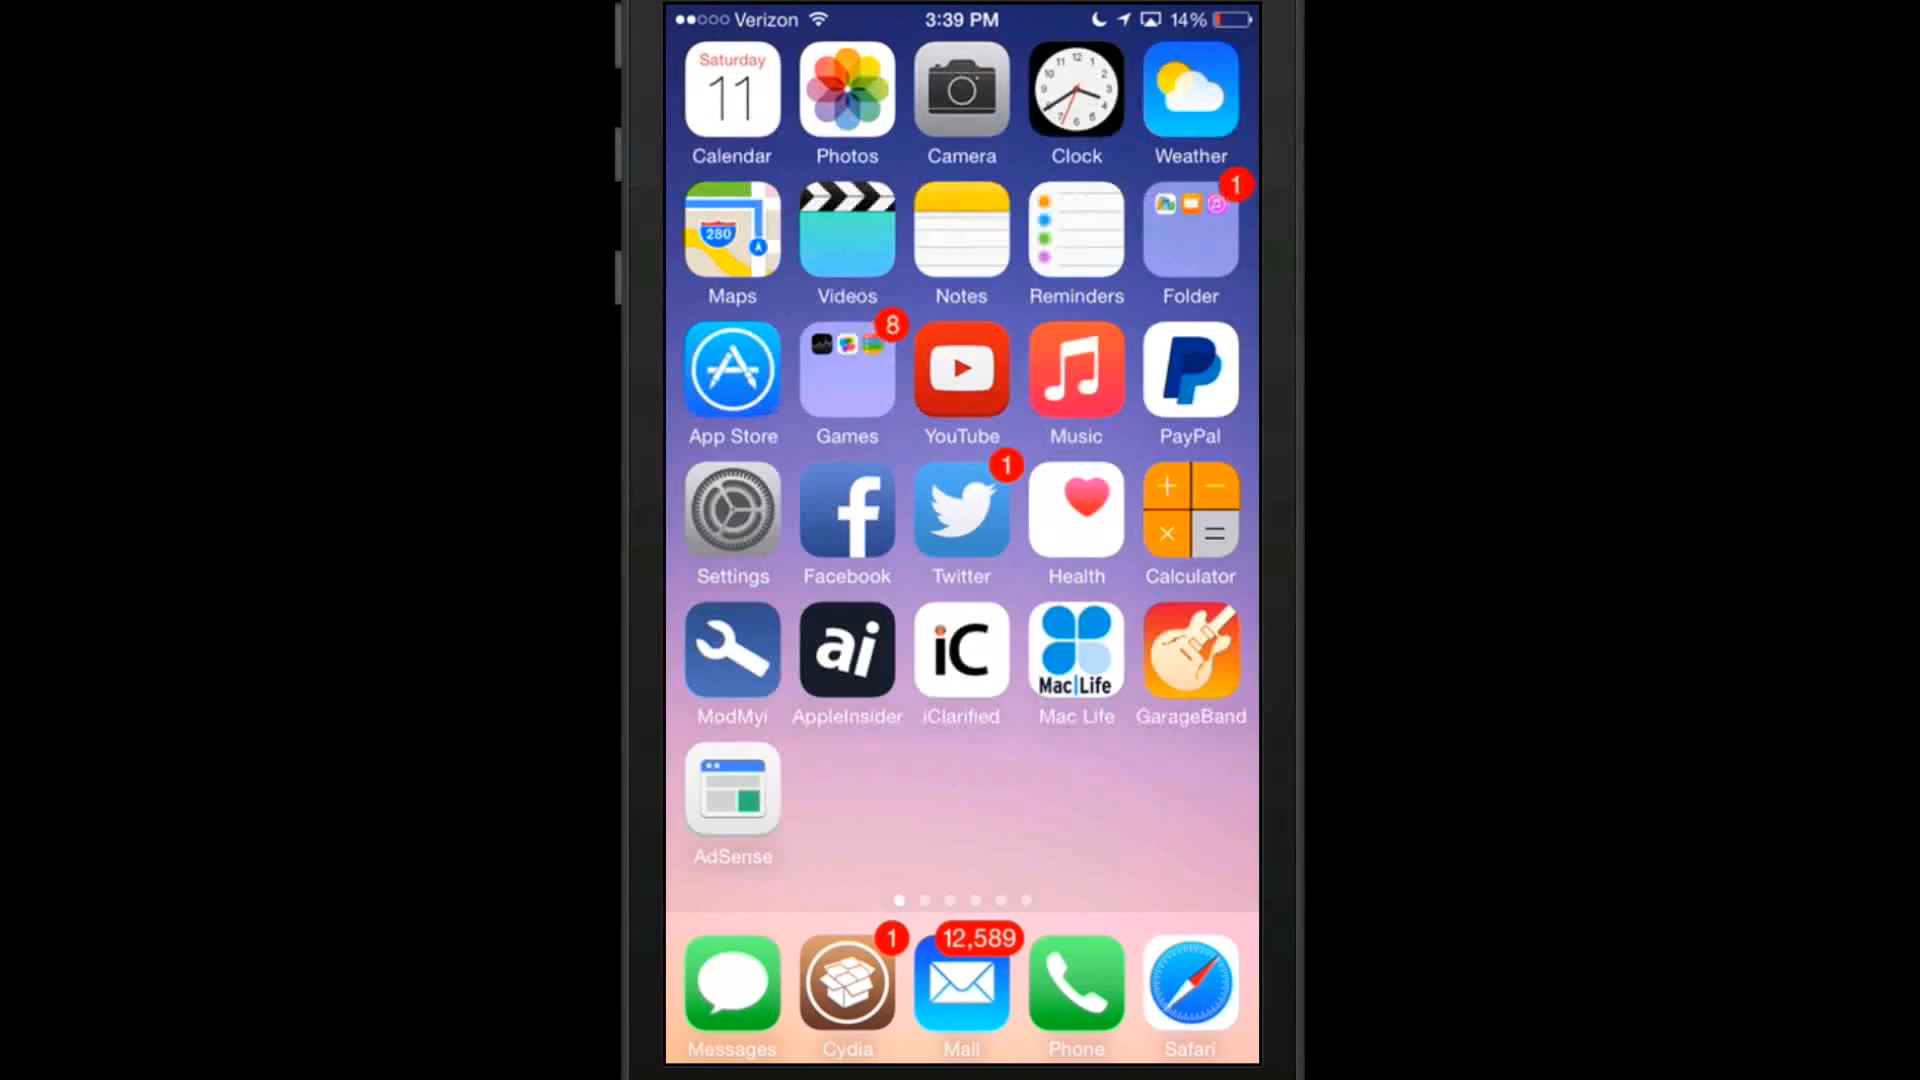 Verizon 3:39 PM 14%
Saturday
11
Calendar Photos Camera Clock Weather
280
1
Maps Videos Notes Reminders Folder
8
App Store Games YouTube Music PayPal
1
Settings Facebook Twitter Health Calculator
ai iC Mac|Life
ModMyi AppleInsider iClarified Mac Life GarageBand
AdSense
1 12,589
Messages Cydia Mail Phone Safari